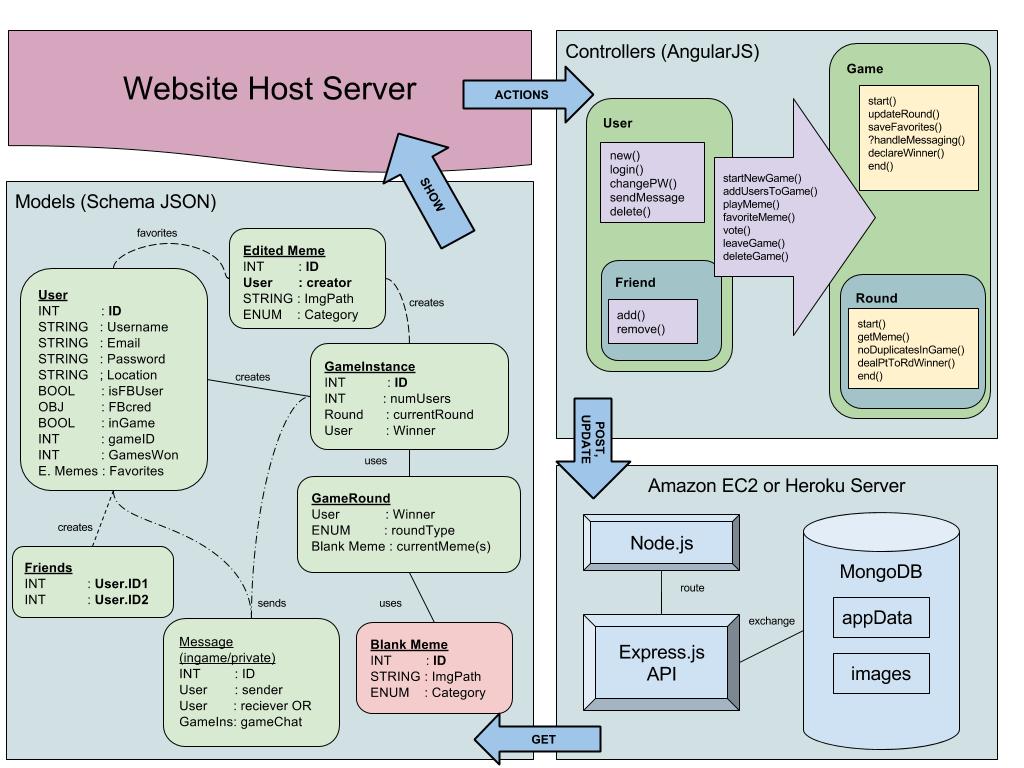 Website Host Server
ACTIONS
SHOW
Controllers (AngularJS)
User
new()
login()
changePW()
sendMessage
delete()
Friend
add()
remove()
startNewGame()
addUsersToGame()
playMeme()
favoriteMeme()
vote()
leaveGame()
deleteGame()
Game
start()
updateRound()
saveFavorites()
?handleMessaging()
declareWinner()
end()
Round
start()
getMeme()
noDuplicatesInGame()
dealPtToRdWinner()
end()
Models (Schema JSON)
favorites
Edited Meme
INT : ID
User : creator
STRING : ImgPath
ENUM : Category
creates
User
INT : ID
STRING : Username
STRING : Email
STRING : Password
STRING ; Location
BOOL : isFBUser
OBJ : FBcred
BOOL : inGame
INT : gameID
INT : GamesWon
E. Memes : Favorites
creates
GameInstance
INT : ID
INT : numUsers
Round : currentRound
User : Winner
uses
GameRound
User : Winner
ENUM : roundType
Blank Meme : currentMeme(s)
creates
Friends
INT : User.ID1
INT : User.ID2
sends
uses
Message
(ingame/private)
INT : ID
User : sender
User : reciever OR
GameIns: gameChat
Blank Meme
INT : ID
STRING : ImgPath
ENUM : Category
POST,
UPDATE
Amazon EC2 or Heroku Server
Node.js
route
Express.js
API
exchange
MongoDB
appData
images
GET